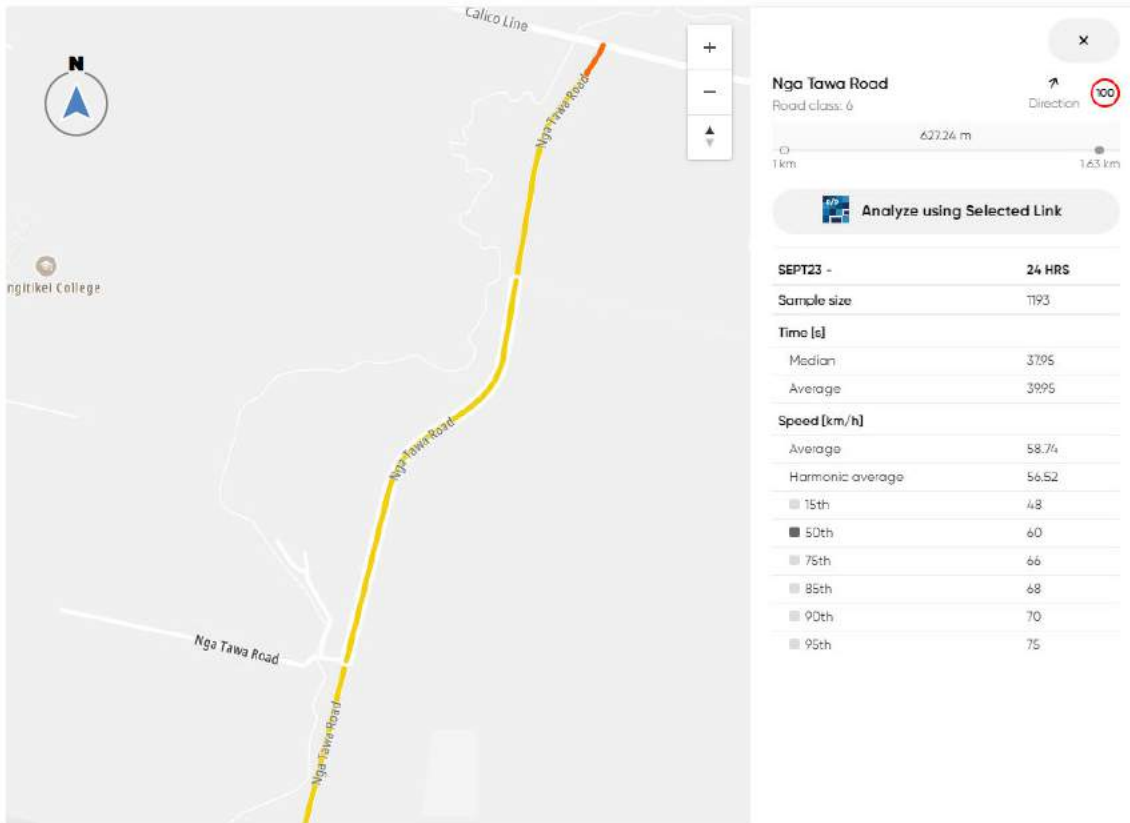 Calico Line
N
Nga Tawa Road
ngitikei College
Nga Tawa Road
Nga Tawa Road
Nga Tawa Road
+
−
×
Nga Tawa Road
Road class: 6
Direction
100
627.24 m
1 km
1.63 km
Analyze using Selected Link
SEPT23 - 24 HRS
Sample size 1193
Time [s]
Median 37.95
Average 39.95
Speed [km/h]
Average 58.74
Harmonic average 56.52
15th 48
50th 60
75th 66
85th 68
90th 70
95th 75